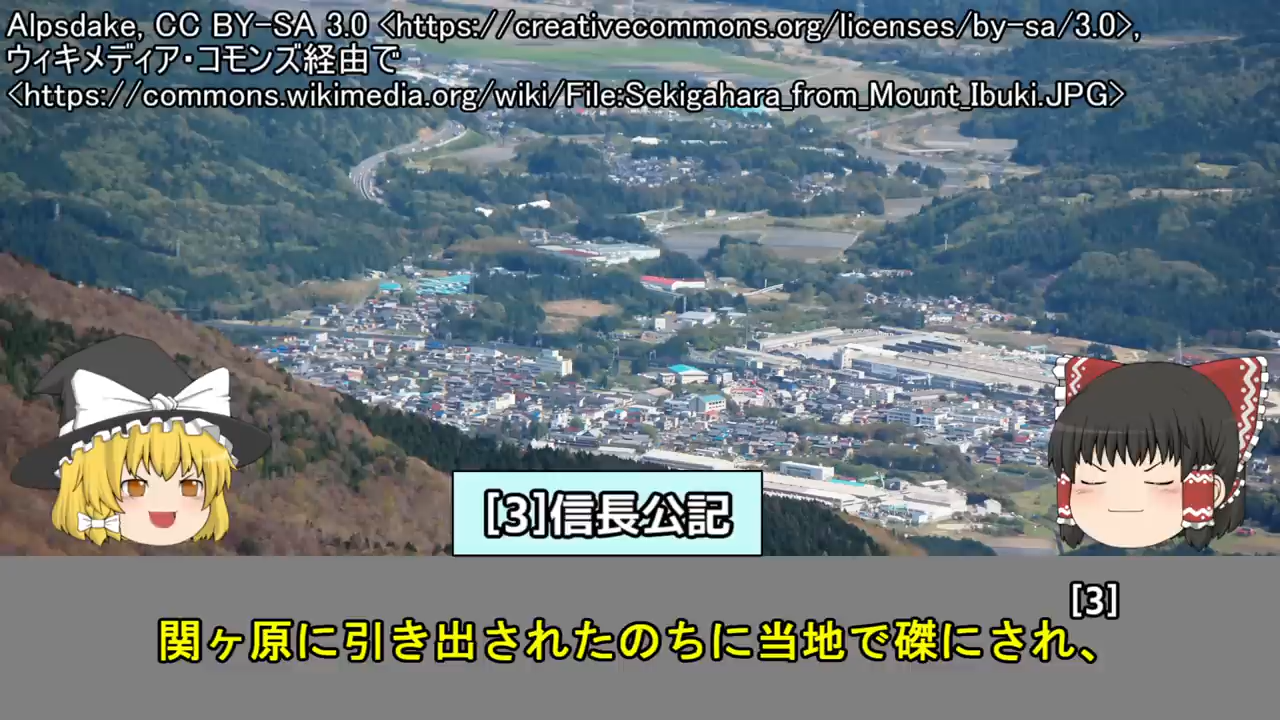 Alpsdake, CC BY-SA 3.0 <https://creativecommons.org/licenses/by-sa/3.0>,
ウィキメディア・コモンズ経由で
<https://commons.wikimedia.org/wiki/File:Sekigahara_from_Mount_Ibuki.JPG>
[3]信長公記
[3]
関ヶ原に引き出されたのちに当地で磔にされ、